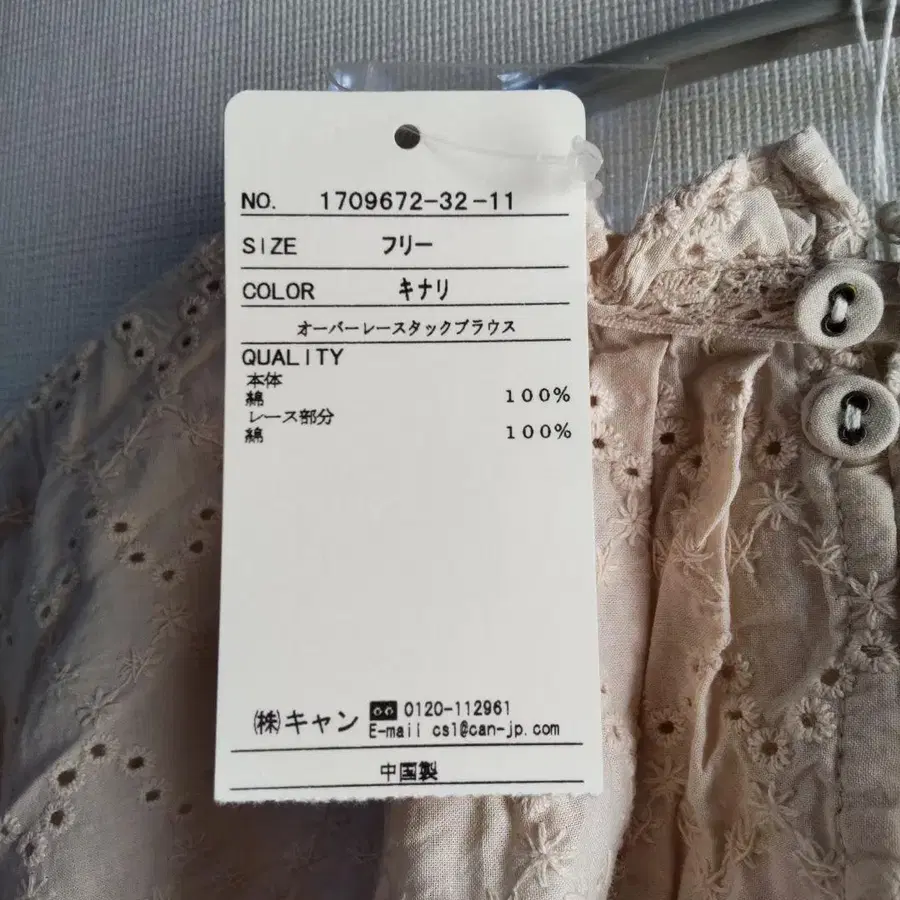 NO. 1709672-32-11
SIZE フリー
COLOR キナリ
オーバーレースタックブラウス
QUALITY
本体
綿 100%
レース部分
綿 100%
㈱キャン 0120-112961
E-mail csl@can-jp.com
中国製